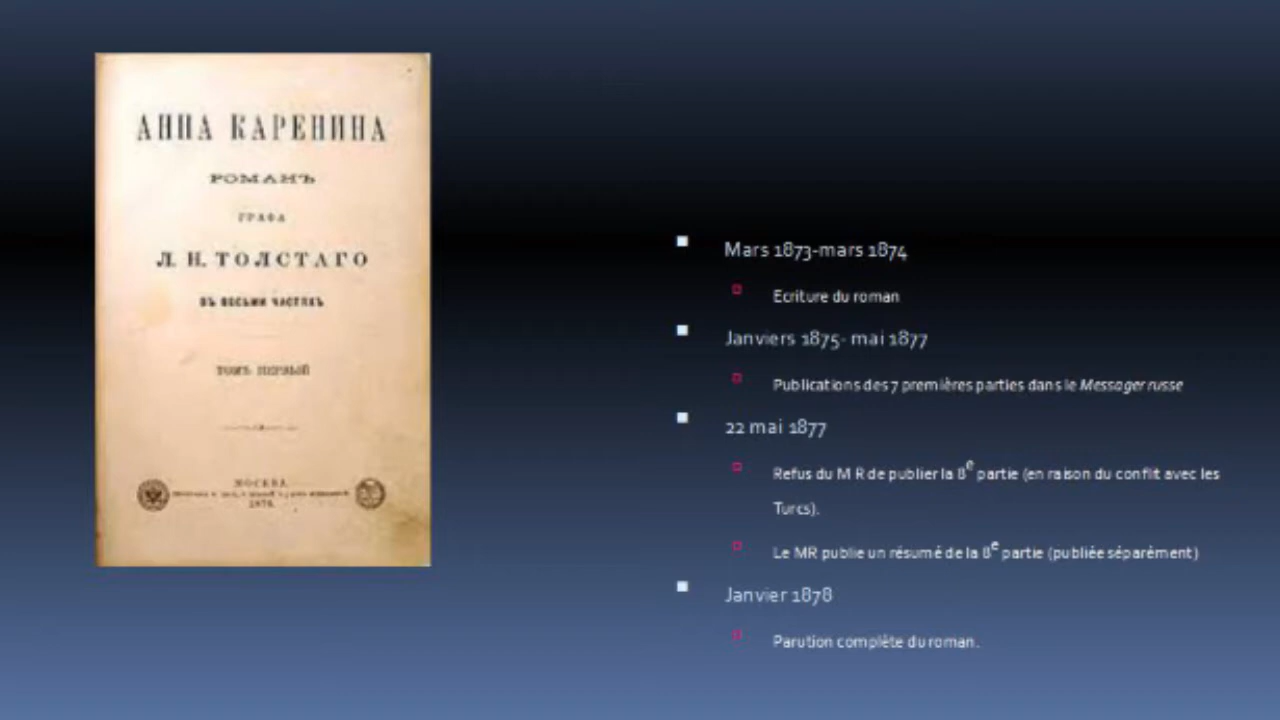 АННА КАРЕНИНА
РОМАНЪ
ГРАФА
Л. Н. ТОЛСТАГО
ВЪ ВОСЬМИ ЧАСТЯХЪ
ТОМЪ ПЕРВЫЙ
МОСКВА
1878.
Mars 1873-mars 1874
Ecriture du roman
Janviers 1875- mai 1877
Publications des 7 premières parties dans le Messager russe
22 mai 1877
Refus du M R de publier la 8e partie (en raison du conflit avec les
Turcs).
Le MR publie un résumé de la 8e partie (publiée séparément)
Janvier 1878
Parution complète du roman.